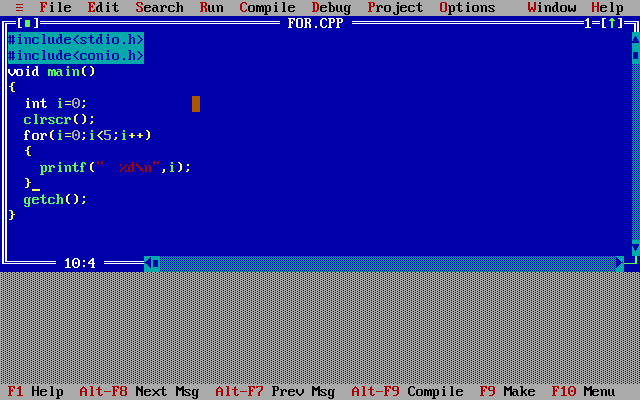 ≡ File Edit Search Run Compile Debug Project Options Window Help
[■] FOR.CPP 1=[↑]
#include<stdio.h>
#include<conio.h>
void main()
{
int i=0;
clrscr();
for(i=0;i<5;i++)
{
printf("  %d\n",i);
}
getch();
}
10:4
F1 Help Alt-F8 Next Msg Alt-F7 Prev Msg Alt-F9 Compile F9 Make F10 Menu